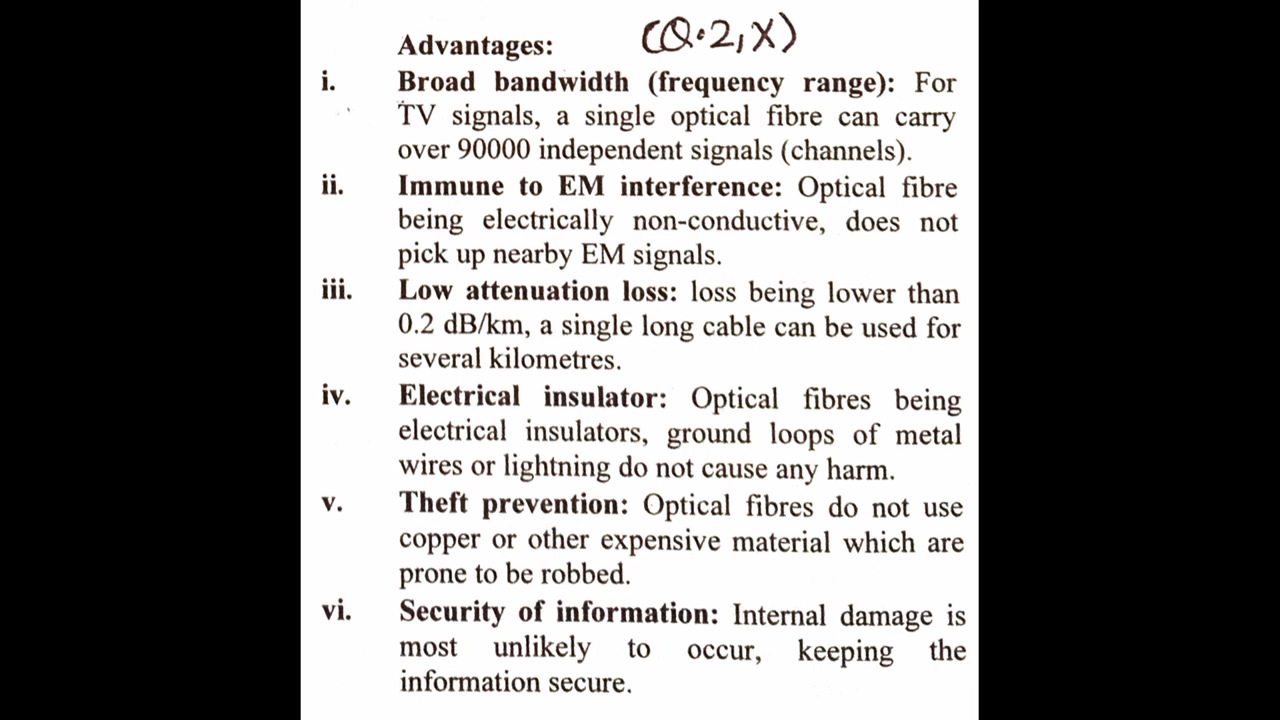 Advantages: (Q.2,X)
i. Broad bandwidth (frequency range): For
TV signals, a single optical fibre can carry
over 90000 independent signals (channels).
ii. Immune to EM interference: Optical fibre
being electrically non-conductive, does not
pick up nearby EM signals.
iii. Low attenuation loss: loss being lower than
0.2 dB/km, a single long cable can be used for
several kilometres.
iv. Electrical insulator: Optical fibres being
electrical insulators, ground loops of metal
wires or lightning do not cause any harm.
v. Theft prevention: Optical fibres do not use
copper or other expensive material which are
prone to be robbed.
vi. Security of information: Internal damage is
most unlikely to occur, keeping the
information secure.